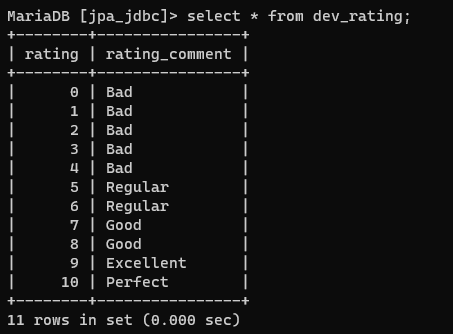 MariaDB [jpa_jdbc]> select * from dev_rating;
+--------+----------------+
| rating | rating_comment |
+--------+----------------+
|      0 | Bad            |
|      1 | Bad            |
|      2 | Bad            |
|      3 | Bad            |
|      4 | Bad            |
|      5 | Regular        |
|      6 | Regular        |
|      7 | Good           |
|      8 | Good           |
|      9 | Excellent      |
|     10 | Perfect        |
+--------+----------------+
11 rows in set (0.000 sec)